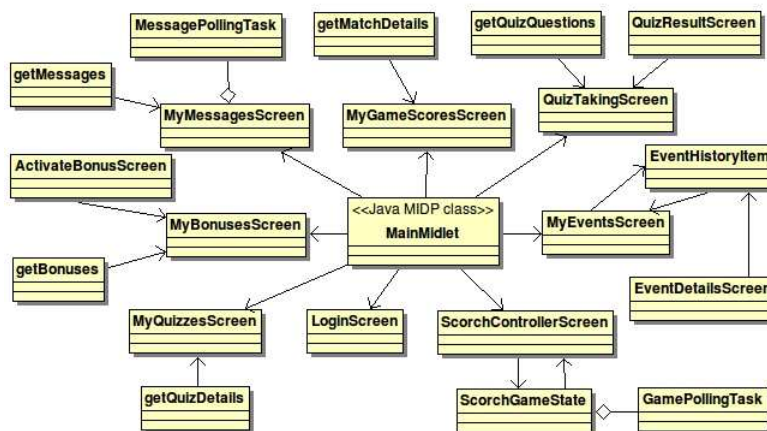 MessagePollingTask
getMatchDetails
getQuizQuestions
QuizResultScreen
getMessages
MyMessagesScreen
MyGameScoresScreen
QuizTakingScreen
ActivateBonusScreen
EventHistoryItem
<<Java MIDP class>>
MainMidlet
MyBonusesScreen
MyEventsScreen
getBonuses
EventDetailsScreen
MyQuizzesScreen
LoginScreen
ScorchControllerScreen
getQuizDetails
ScorchGameState
GamePollingTask